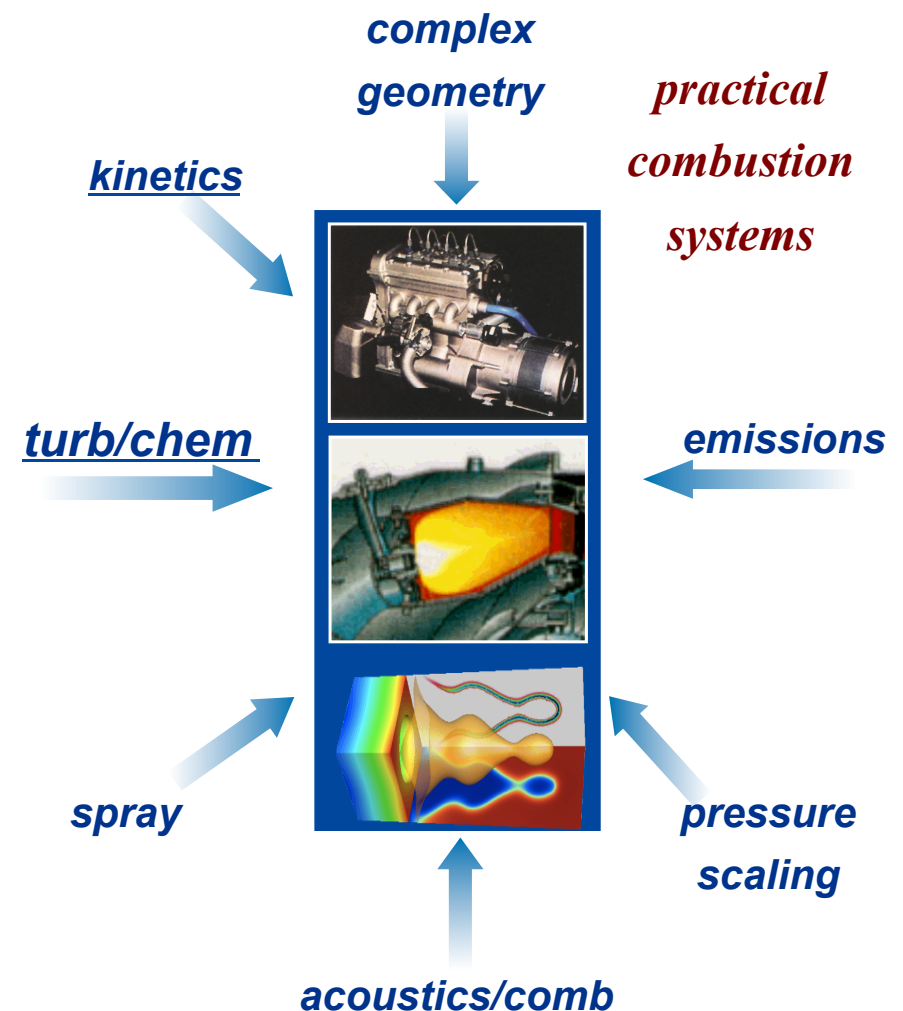 complex
geometry
practical
combustion
systems
kinetics
turb/chem
emissions
spray
pressure
scaling
acoustics/comb